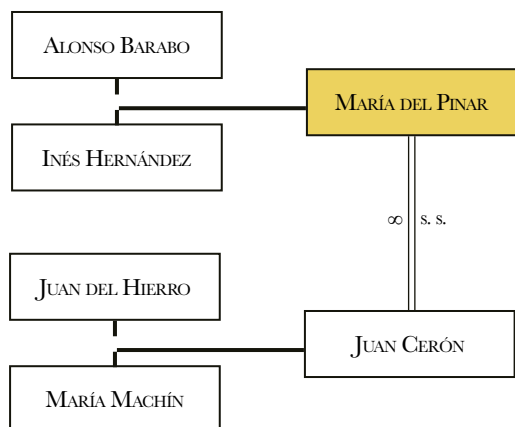 Alonso Barabo
María del Pinar
Inés Hernández
∞ s. s.
Juan del Hierro
Juan Cerón
María Machín